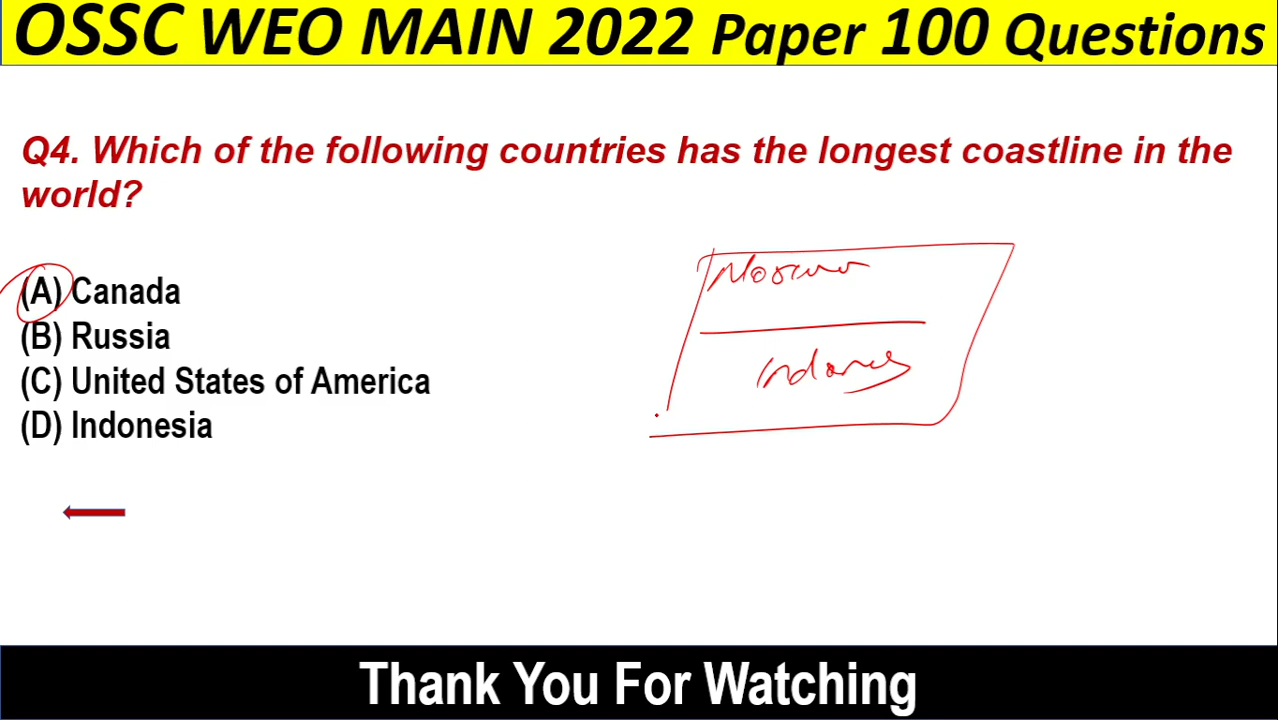 OSSC WEO MAIN 2022 Paper 100 Questions
Q4. Which of the following countries has the longest coastline in the
world?
(A) Canada
(B) Russia
(C) United States of America
(D) Indonesia
Thank You For Watching